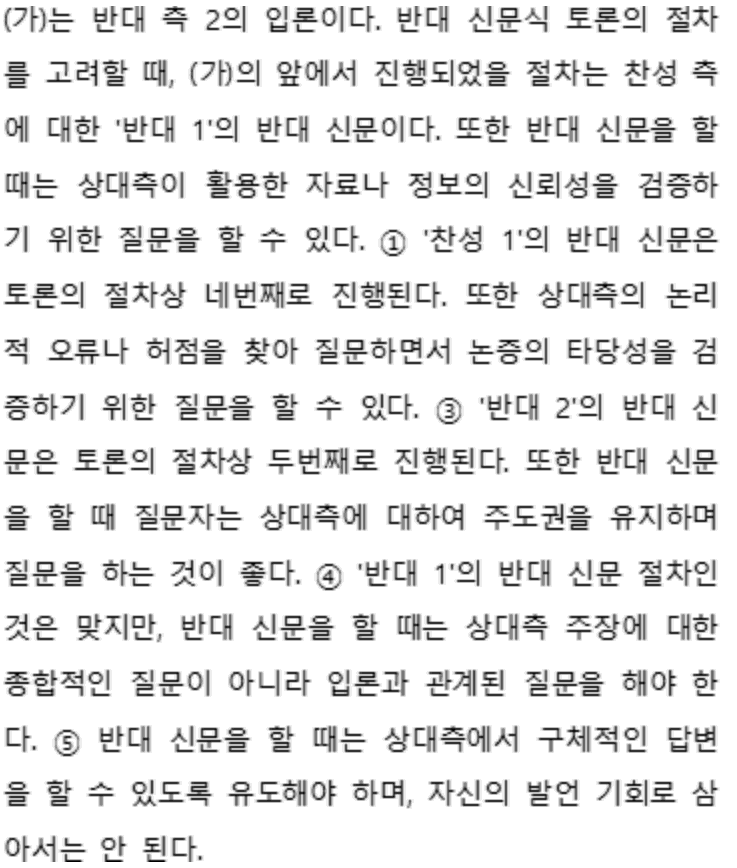 (가)는 반대 측 2의 입론이다. 반대 신문식 토론의 절차
를 고려할 때, (가)의 앞에서 진행되었을 절차는 찬성 측
에 대한 '반대 1'의 반대 신문이다. 또한 반대 신문을 할
때는 상대측이 활용한 자료나 정보의 신뢰성을 검증하
기 위한 질문을 할 수 있다. ① '찬성 1'의 반대 신문은
토론의 절차상 네번째로 진행된다. 또한 상대측의 논리
적 오류나 허점을 찾아 질문하면서 논증의 타당성을 검
증하기 위한 질문을 할 수 있다. ③ '반대 2'의 반대 신
문은 토론의 절차상 두번째로 진행된다. 또한 반대 신문
을 할 때 질문자는 상대측에 대하여 주도권을 유지하며
질문을 하는 것이 좋다. ④ '반대 1'의 반대 신문 절차인
것은 맞지만, 반대 신문을 할 때는 상대측 주장에 대한
종합적인 질문이 아니라 입론과 관계된 질문을 해야 한
다. ⑤ 반대 신문을 할 때는 상대측에서 구체적인 답변
을 할 수 있도록 유도해야 하며, 자신의 발언 기회로 삼
아서는 안 된다.